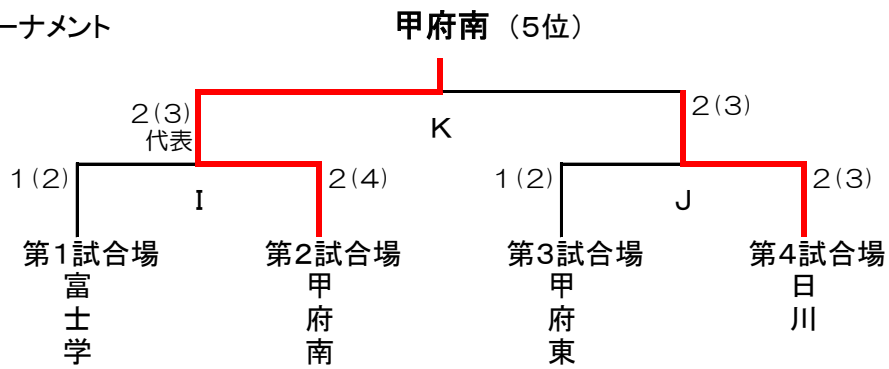 ーナメント
甲府南（5位）
2(3)
代表
2(3)
K
1(2)
2(4)
1(2)
2(3)
I
J
第1試合場
第2試合場
第3試合場
第4試合場
富士学
甲府南
甲府東
日川